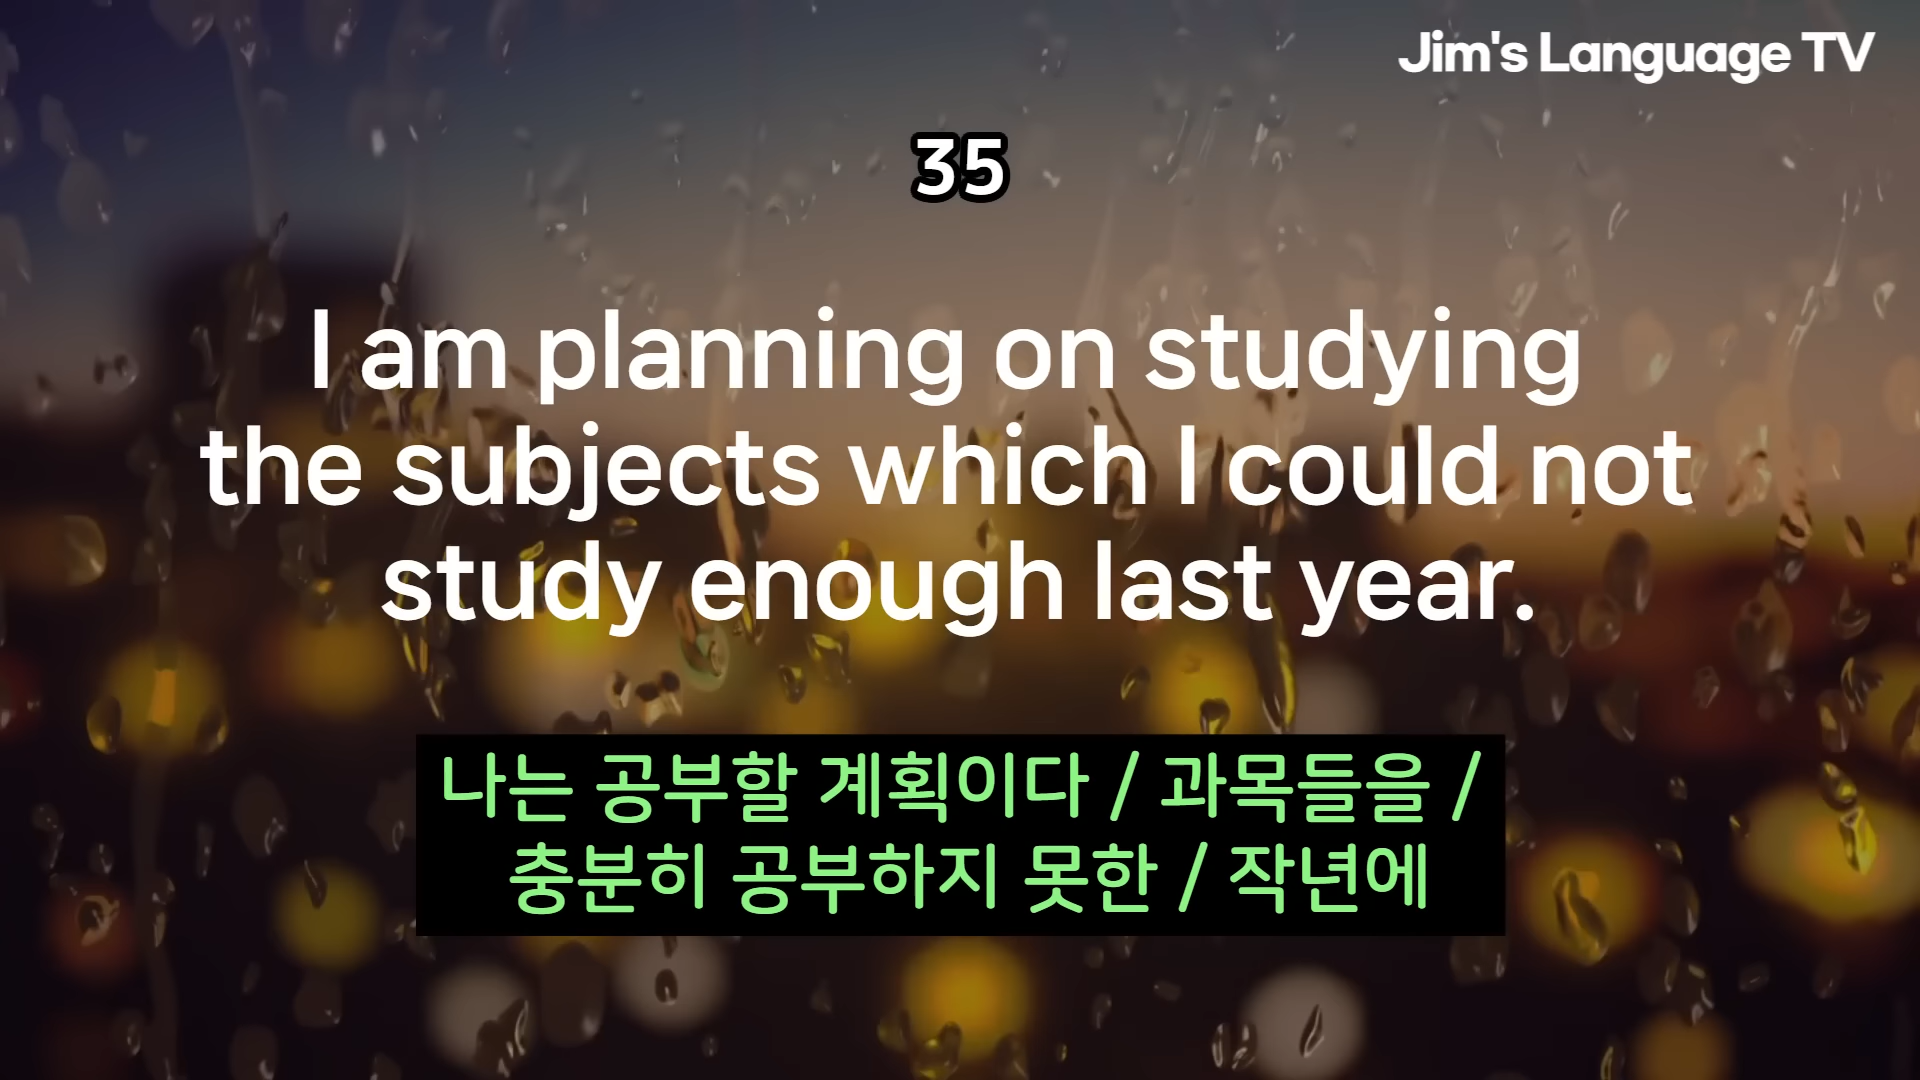 Jim's Language TV
35
I am planning on studying
the subjects which I could not
study enough last year.
나는 공부할 계획이다 / 과목들을 /
충분히 공부하지 못한 / 작년에